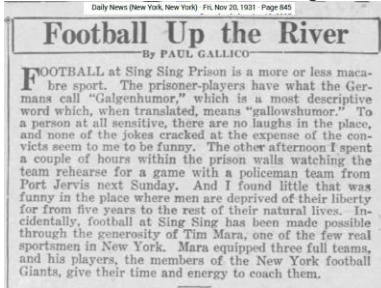 Daily News (New York, New York) · Fri, Nov 20, 1931 · Page 845
Football Up the River
By PAUL GALLICO
FOOTBALL at Sing Sing Prison is a more or less maca-
bre sport. The prisoner-players have what the Ger-
mans call "Galgenhumor," which is a most descriptive
word which, when translated, means "gallowshumor." To
a person at all sensitive, there are no laughs in the place,
and none of the jokes cracked at the expense of the con-
victs seem to me to be funny. The other afternoon I spent
a couple of hours within the prison walls watching the
team rehearse for a game with a policeman team from
Port Jervis next Sunday. And I found little that was
funny in the place where men are deprived of their liberty
for from five years to the rest of their natural lives. In-
cidentally, football at Sing Sing has been made possible
through the generosity of Tim Mara, one of the few real
sportsmen in New York. Mara equipped three full teams,
and his players, the members of the New York football
Giants, give their time and energy to coach them.